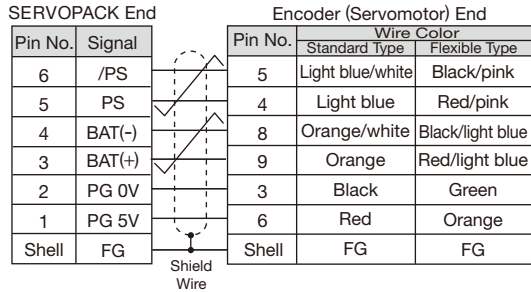 SERVOPACK End Encoder (Servomotor) End
Pin No. Signal Pin No. Wire Color
Standard Type Flexible Type
6 /PS 5 Light blue/white Black/pink
5 PS 4 Light blue Red/pink
4 BAT(-) 8 Orange/white Black/light blue
3 BAT(+) 9 Orange Red/light blue
2 PG 0V 3 Black Green
1 PG 5V 6 Red Orange
Shell FG Shell FG FG
Shield
Wire